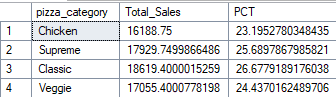 pizza_category Total_Sales PCT
1 Chicken 16188.75 23.1952780348435
2 Supreme 17929.7499866486 25.6897867985821
3 Classic 18619.4000015259 26.6779189176038
4 Veggie 17055.4000778198 24.4370162489706